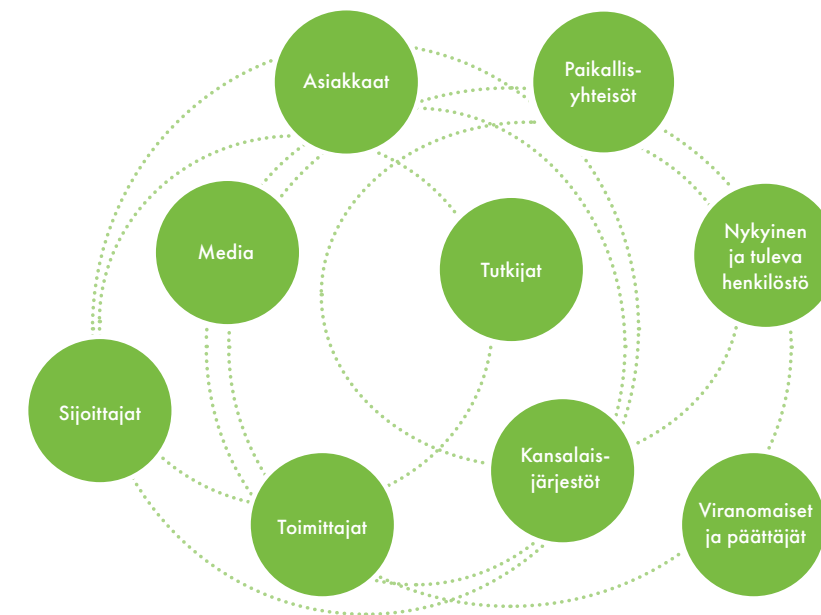 Asiakkaat
Paikallis-
yhteisöt
Media
Tutkijat
Nykyinen
ja tuleva
henkilöstö
Sijoittajat
Kansalais-
järjestöt
Toimittajat
Viranomaiset
ja päättäjät